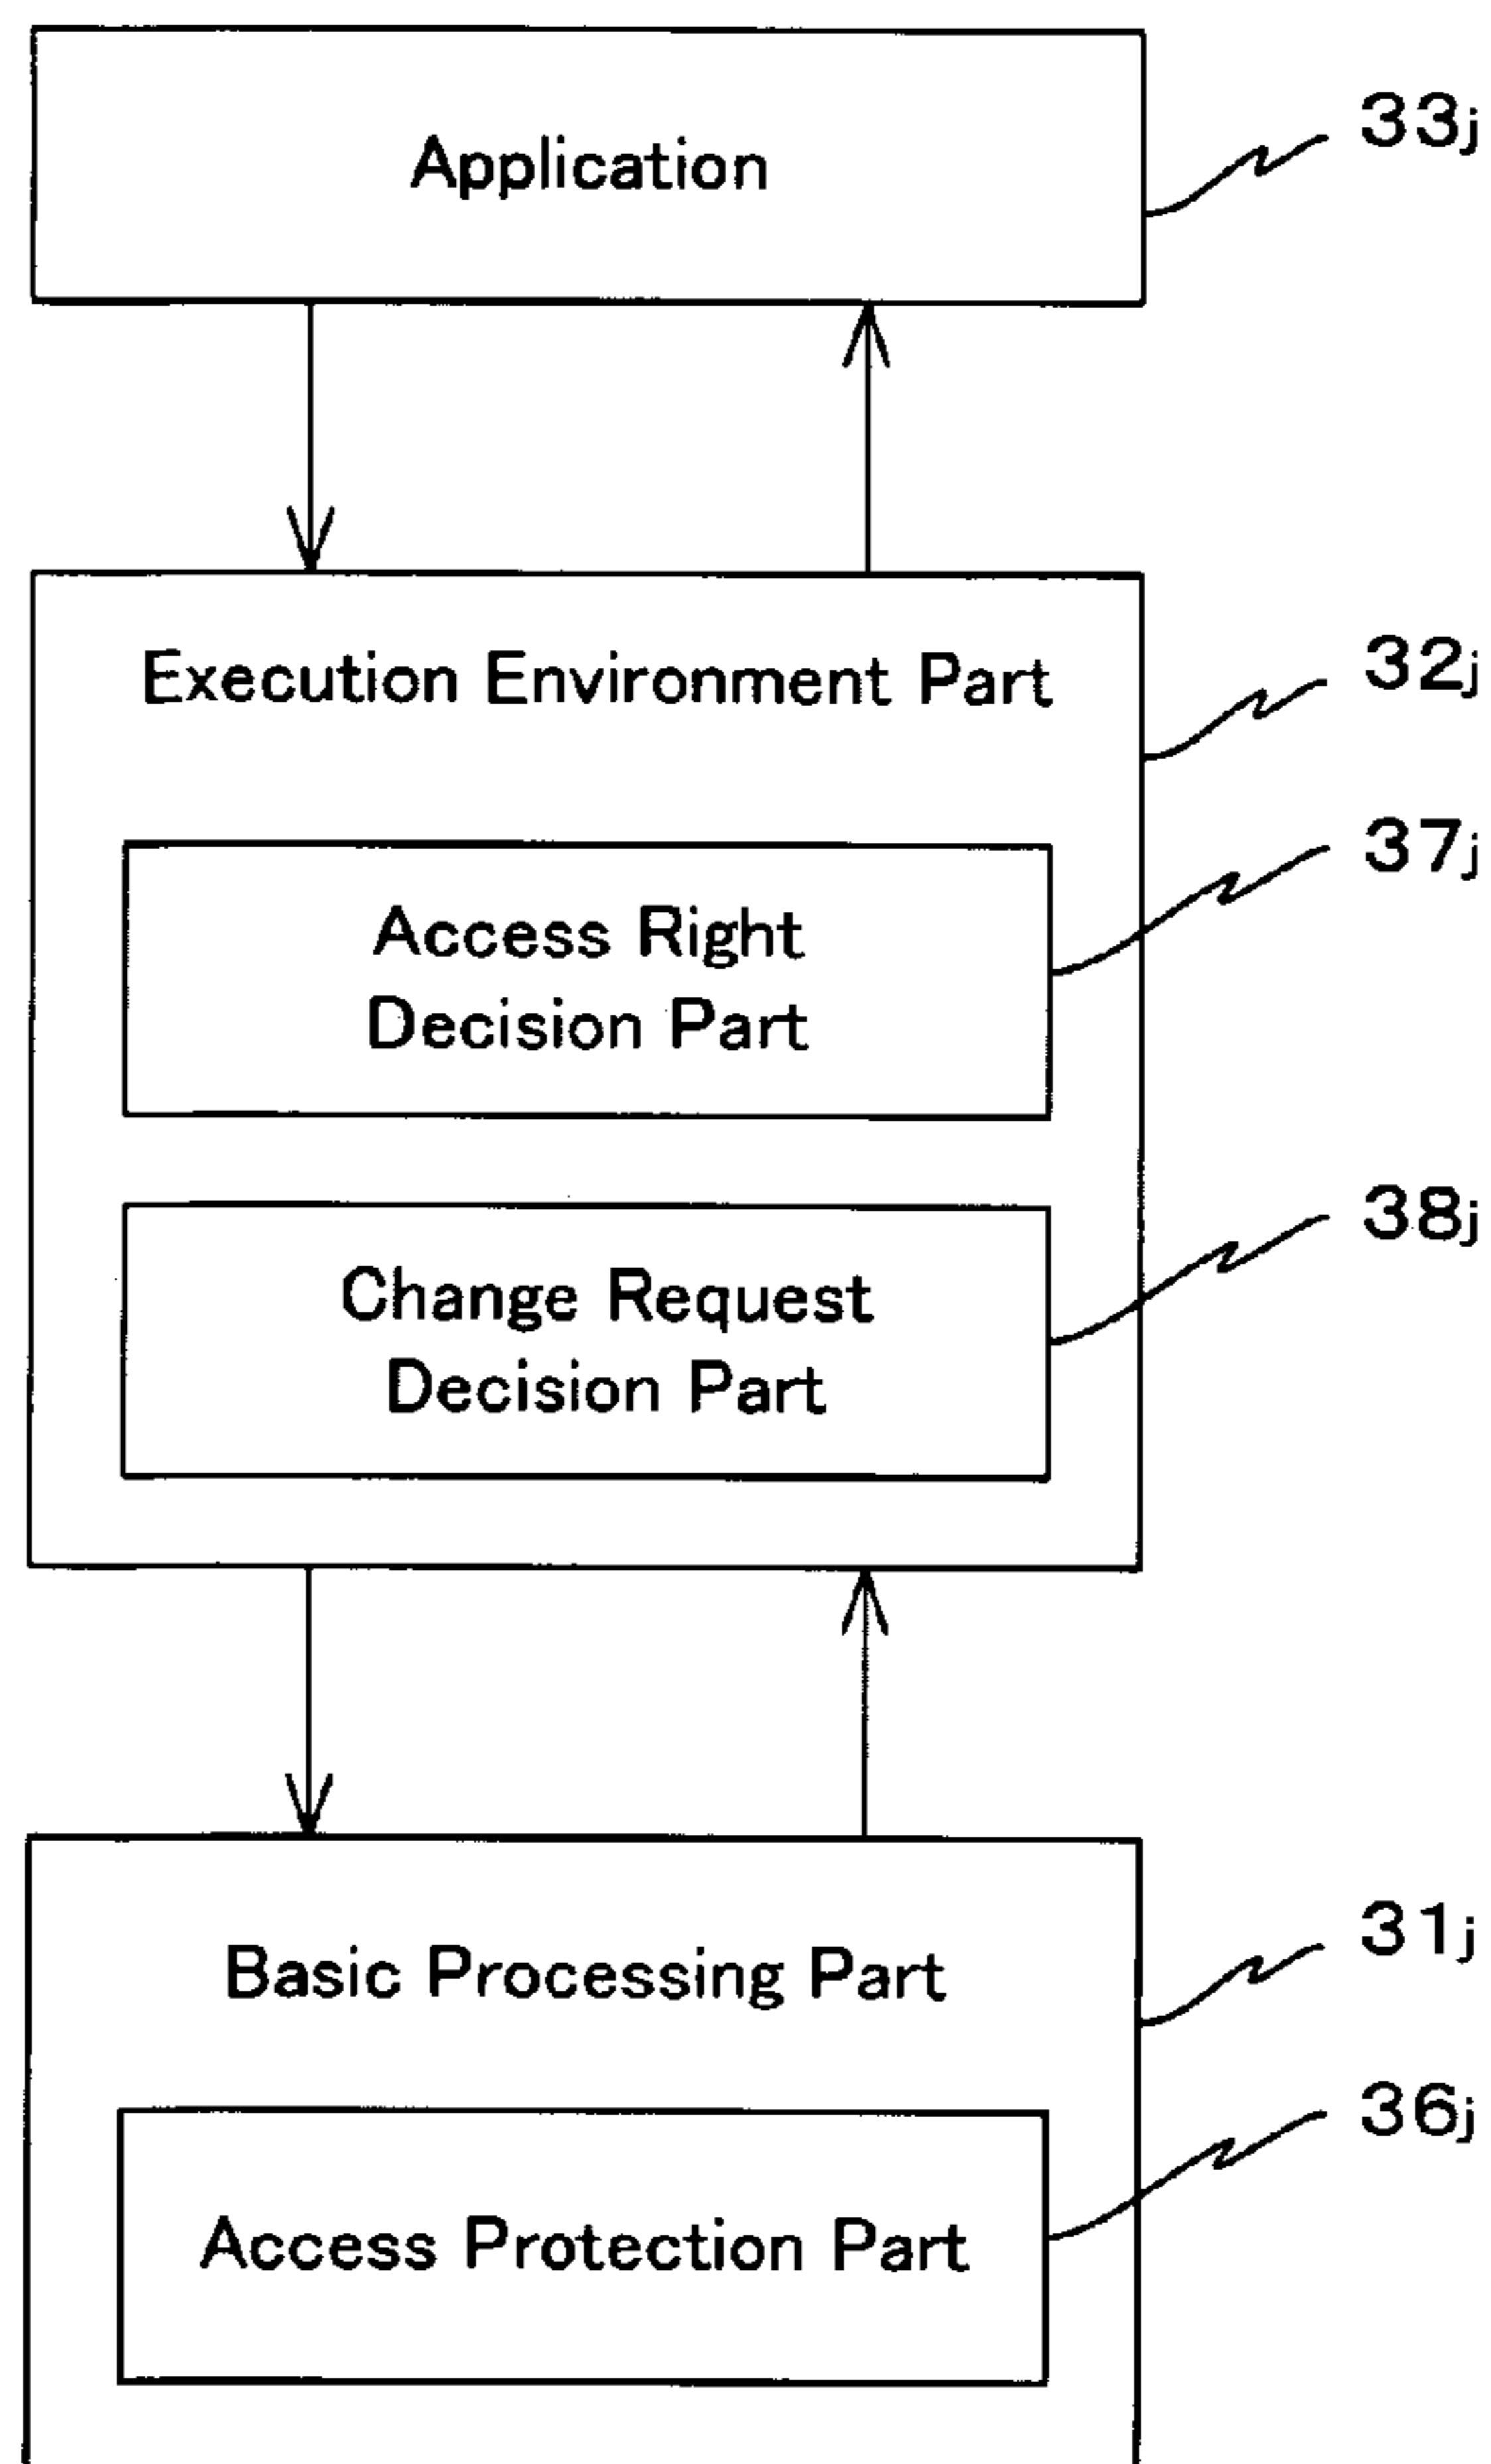 Application
33j
Execution Environment Part
32j
Access Right
Decision Part
37j
Change Request
Decision Part
38j
Basic Processing Part
31j
Access Protection Part
36j